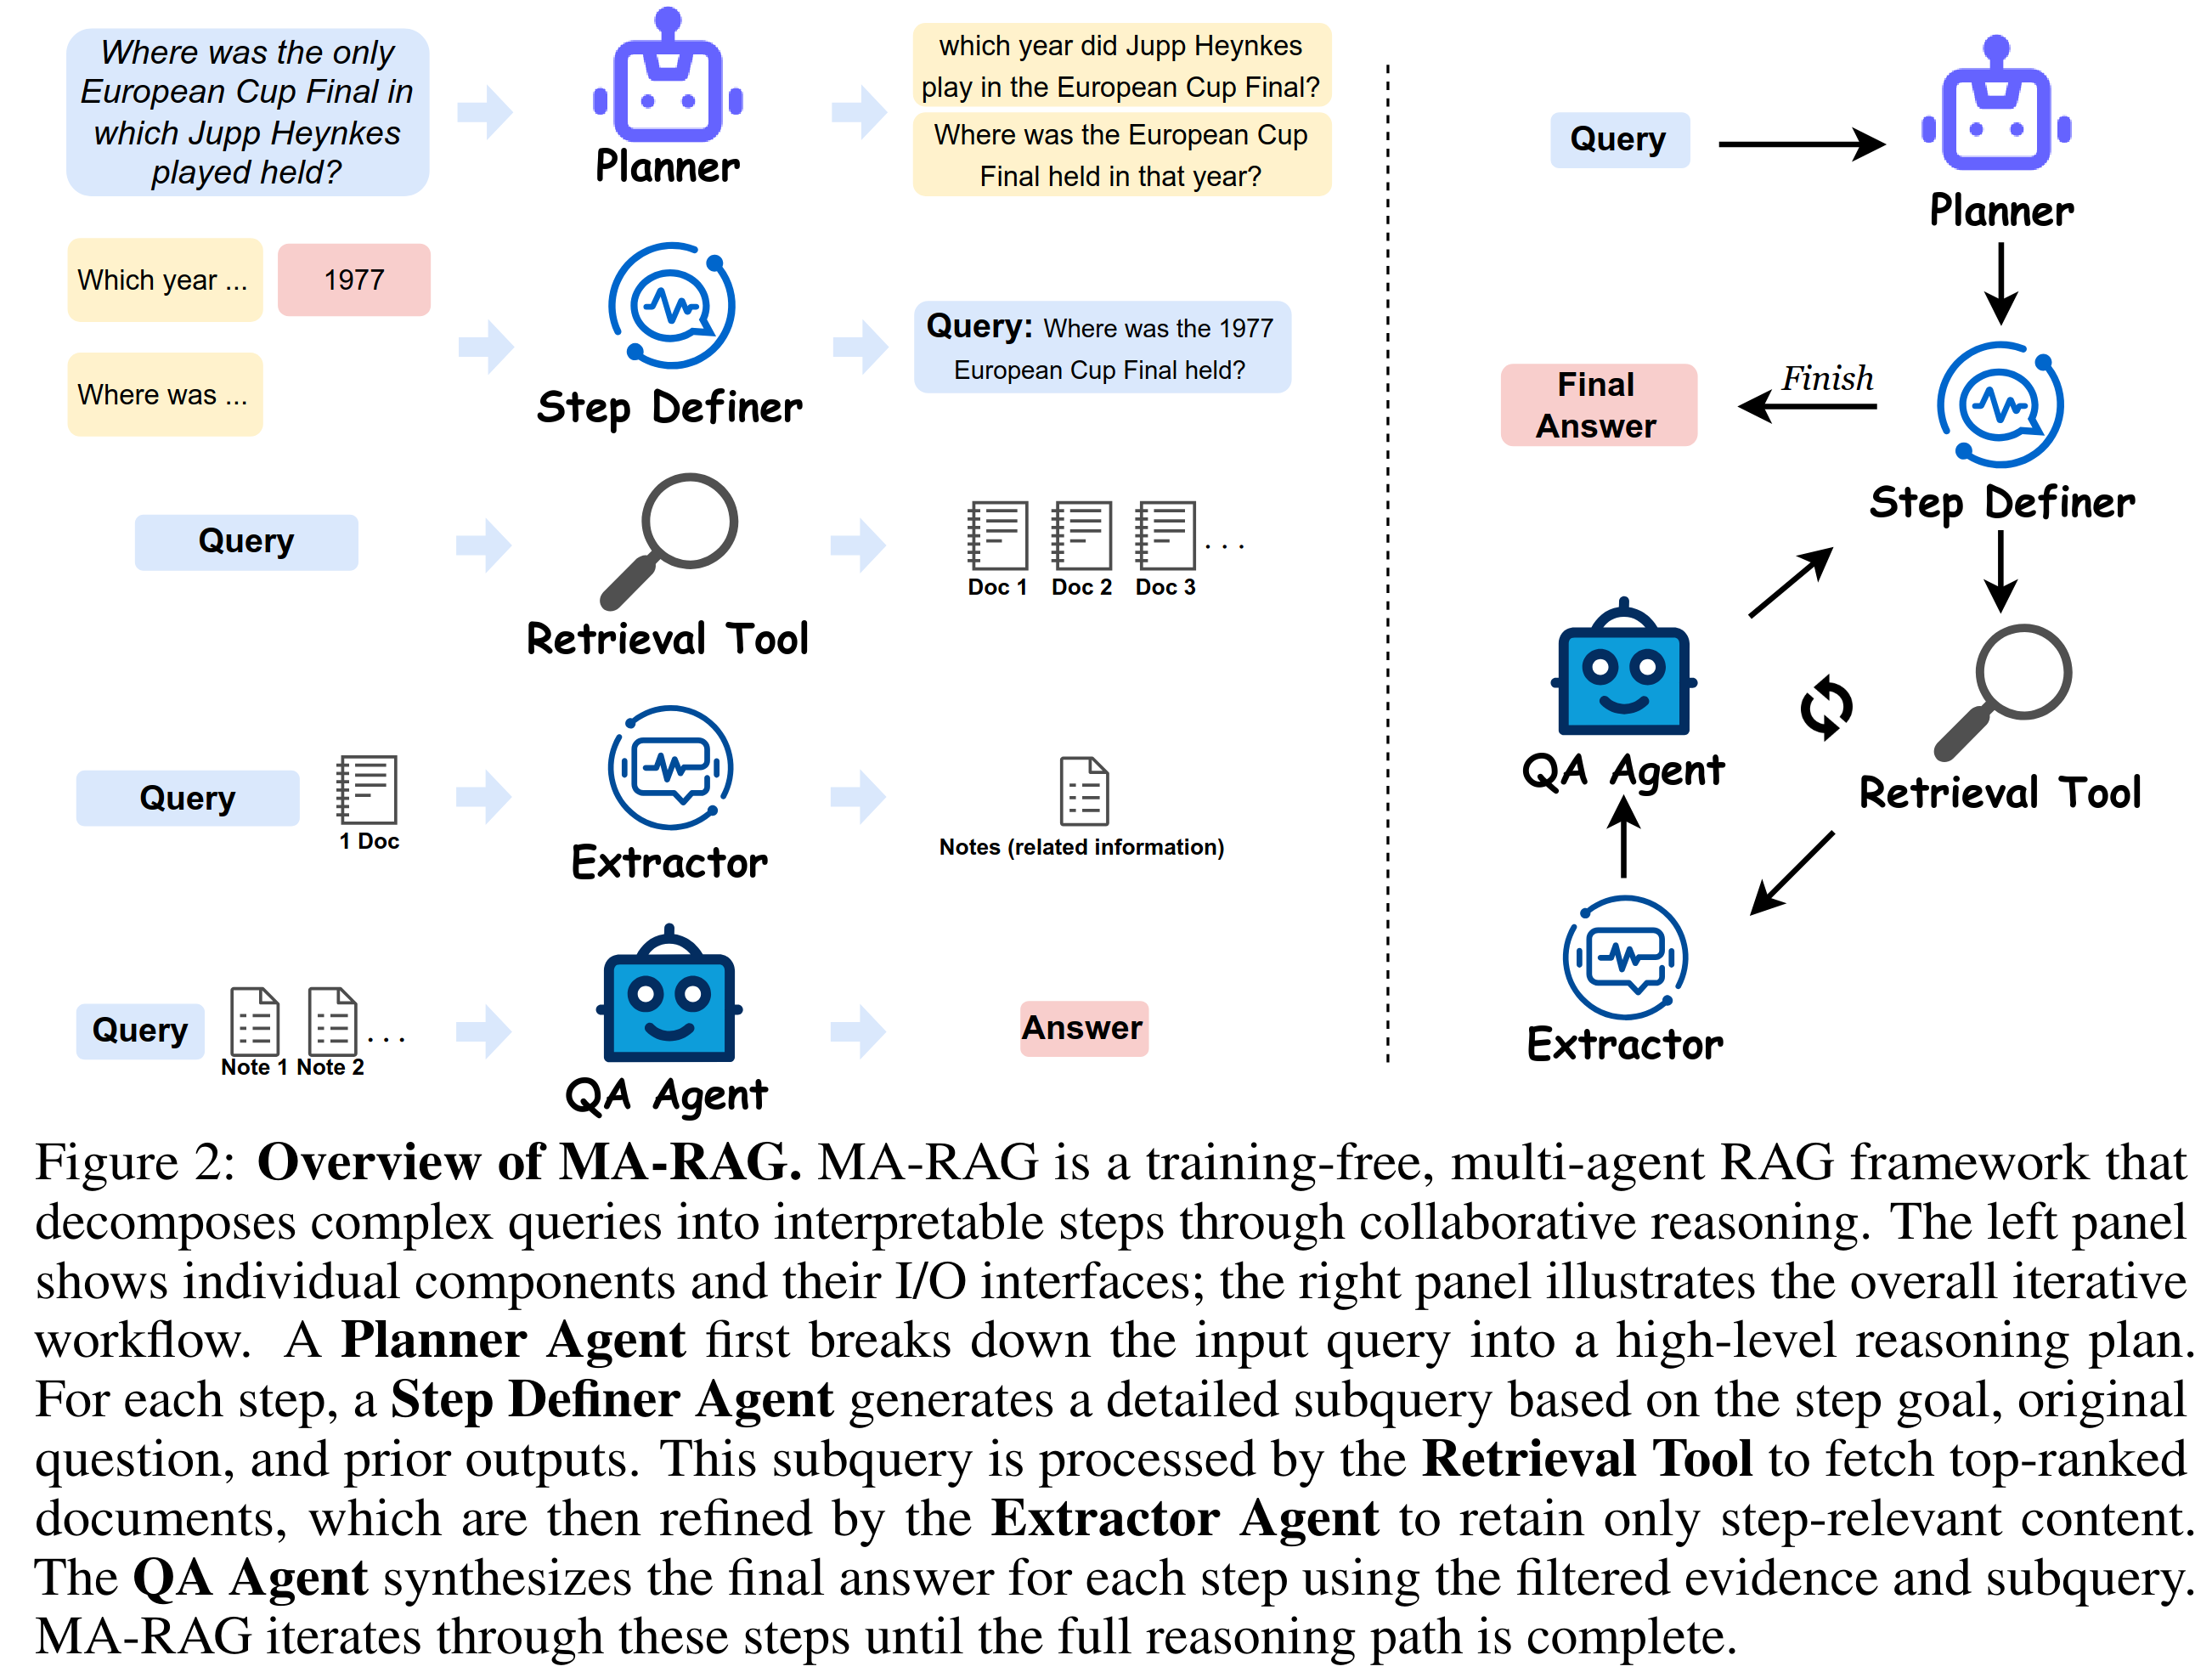 Where was the only
European Cup Final in
which Jupp Heynkes
played held?
Planner
which year did Jupp Heynkes
play in the European Cup Final?
Where was the European Cup
Final held in that year?
Which year ...
1977
Where was ...
Step Definer
Query: Where was the 1977
European Cup Final held?
Query
Retrieval Tool
Doc 1
Doc 2
Doc 3
. . .
Query
1 Doc
Extractor
Notes (related information)
Query
Note 1
Note 2
. . .
QA Agent
Answer
Query
Planner
Final
Answer
Finish
Step Definer
QA Agent
Retrieval Tool
Extractor
Figure 2: Overview of MA-RAG. MA-RAG is a training-free, multi-agent RAG framework that
decomposes complex queries into interpretable steps through collaborative reasoning. The left panel
shows individual components and their I/O interfaces; the right panel illustrates the overall iterative
workflow. A Planner Agent first breaks down the input query into a high-level reasoning plan.
For each step, a Step Definer Agent generates a detailed subquery based on the step goal, original
question, and prior outputs. This subquery is processed by the Retrieval Tool to fetch top-ranked
documents, which are then refined by the Extractor Agent to retain only step-relevant content.
The QA Agent synthesizes the final answer for each step using the filtered evidence and subquery.
MA-RAG iterates through these steps until the full reasoning path is complete.